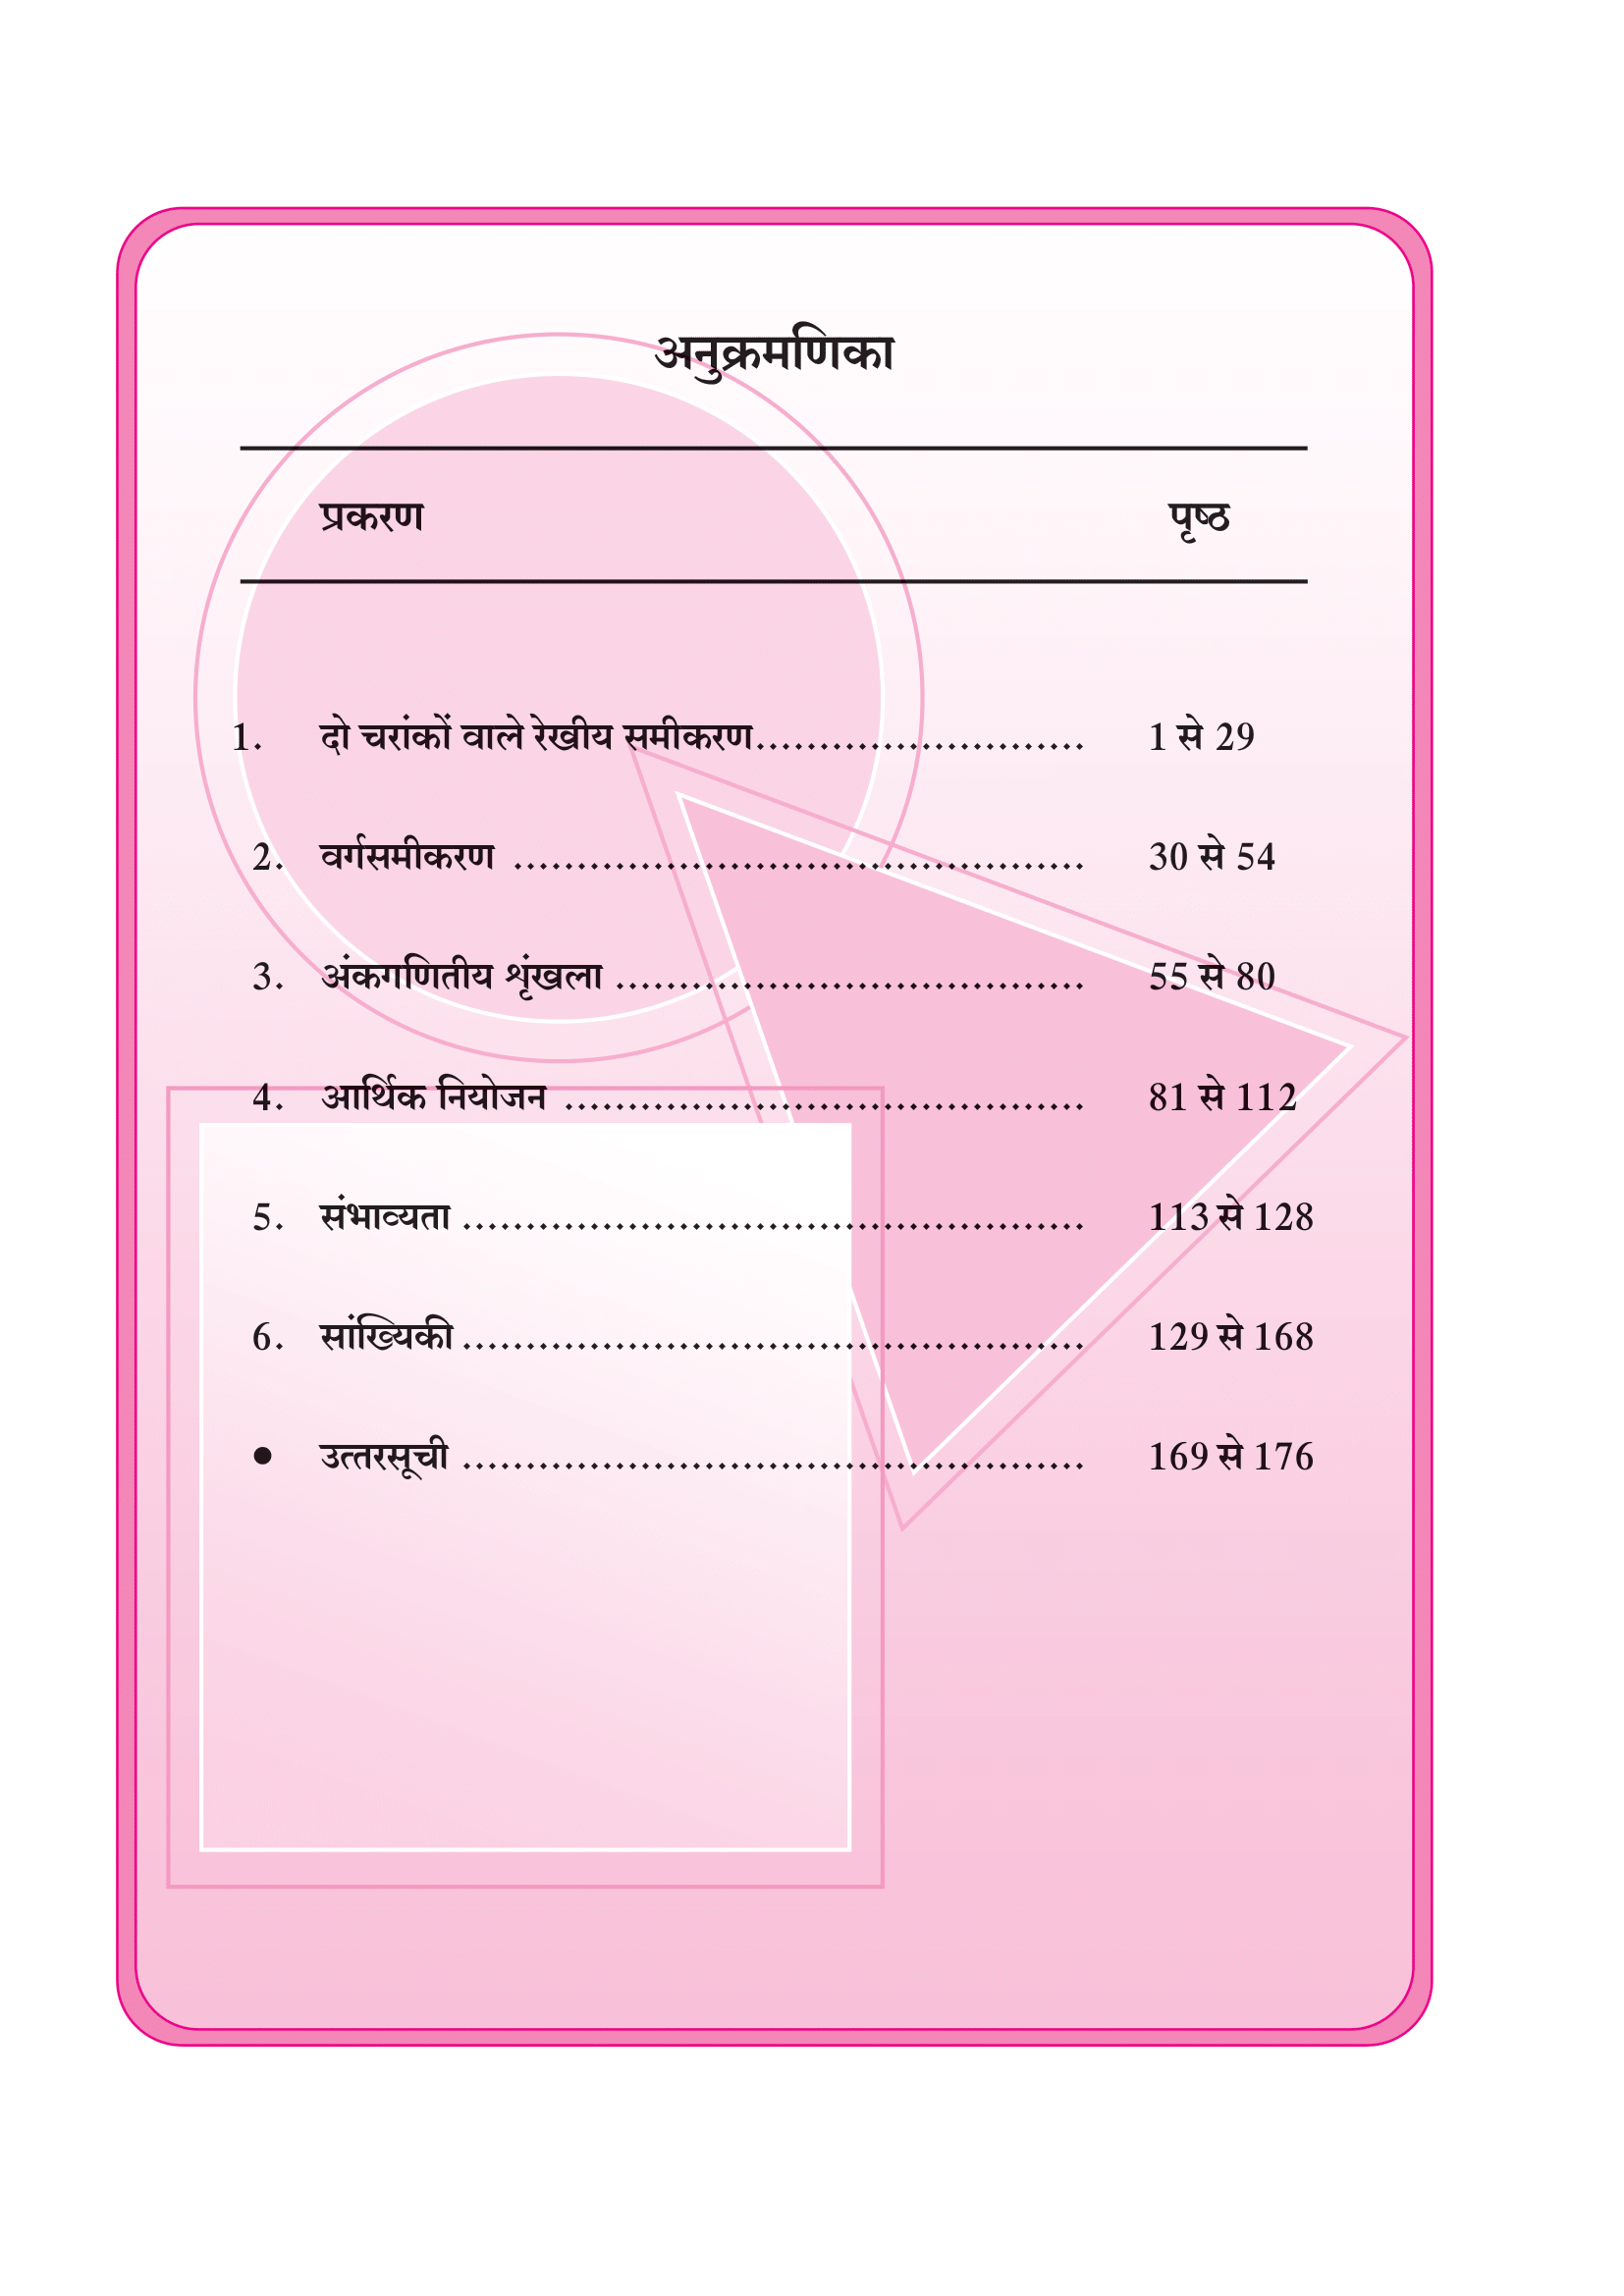 अनुक्रमणिका
प्रकरण पृष्ठ
1. दो चरांकों वाले रेखीय समीकरण.......................... 1 से 29
2. वर्गसमीकरण ............................................. 30 से 54
3. अंकगणितीय शृंखला ..................................... 55 से 80
4. आर्थिक नियोजन ......................................... 81 से 112
5. संभाव्यता ................................................. 113 से 128
6. सांख्यिकी ................................................. 129 से 168
● उत्तरसूची ................................................. 169 से 176